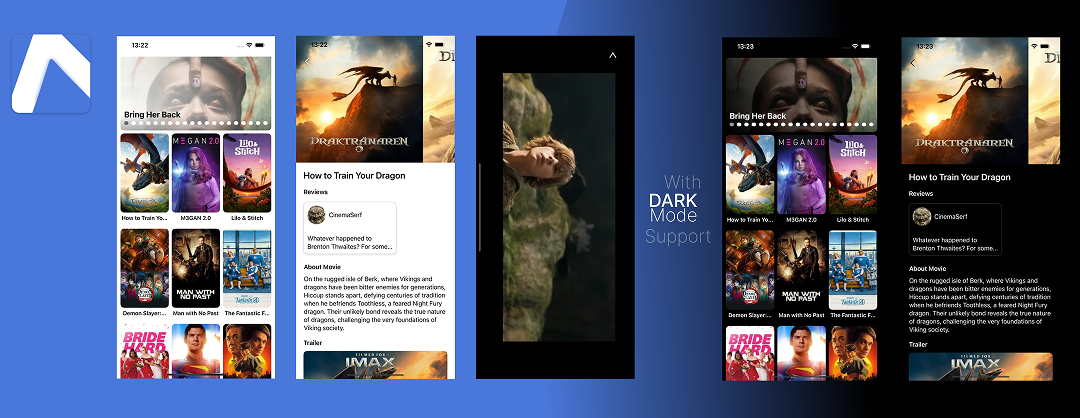 13:22
Bring Her Back
M3GAN 2.0
LILO & STITCH
How to Train Yo...
M3GAN 2.0
Lilo & Stitch
MAN WITH NO PAST
Demon Slayer:...
Man with No Past
The Fantastic F...
BRIDE HARD
13:22
DRAKTRÄNAREN
How to Train Your Dragon
Reviews
CinemaSerf
Whatever happened to
Brenton Thwaites? For some...
About Movie
On the rugged isle of Berk, where Vikings and
dragons have been bitter enemies for generations,
Hiccup stands apart, defying centuries of tradition
when he befriends Toothless, a feared Night Fury
dragon. Their unlikely bond reveals the true nature
of dragons, challenging the very foundations of
Viking society.
Trailer
FILMED FOR
IMAX
With
DARK
Mode
Support
13:23
Bring Her Back
M3GAN 2.0
LILO & STITCH
How to Train Yo...
M3GAN 2.0
Lilo & Stitch
MAN WITH NO PAST
Demon Slayer:...
Man with No Past
The Fantastic F...
BRIDE HARD
13:23
DRAKTRÄNAREN
How to Train Your Dragon
Reviews
CinemaSerf
Whatever happened to
Brenton Thwaites? For some...
About Movie
On the rugged isle of Berk, where Vikings and
dragons have been bitter enemies for generations,
Hiccup stands apart, defying centuries of tradition
when he befriends Toothless, a feared Night Fury
dragon. Their unlikely bond reveals the true nature
of dragons, challenging the very foundations of
Viking society.
Trailer
FILMED FOR
IMAX